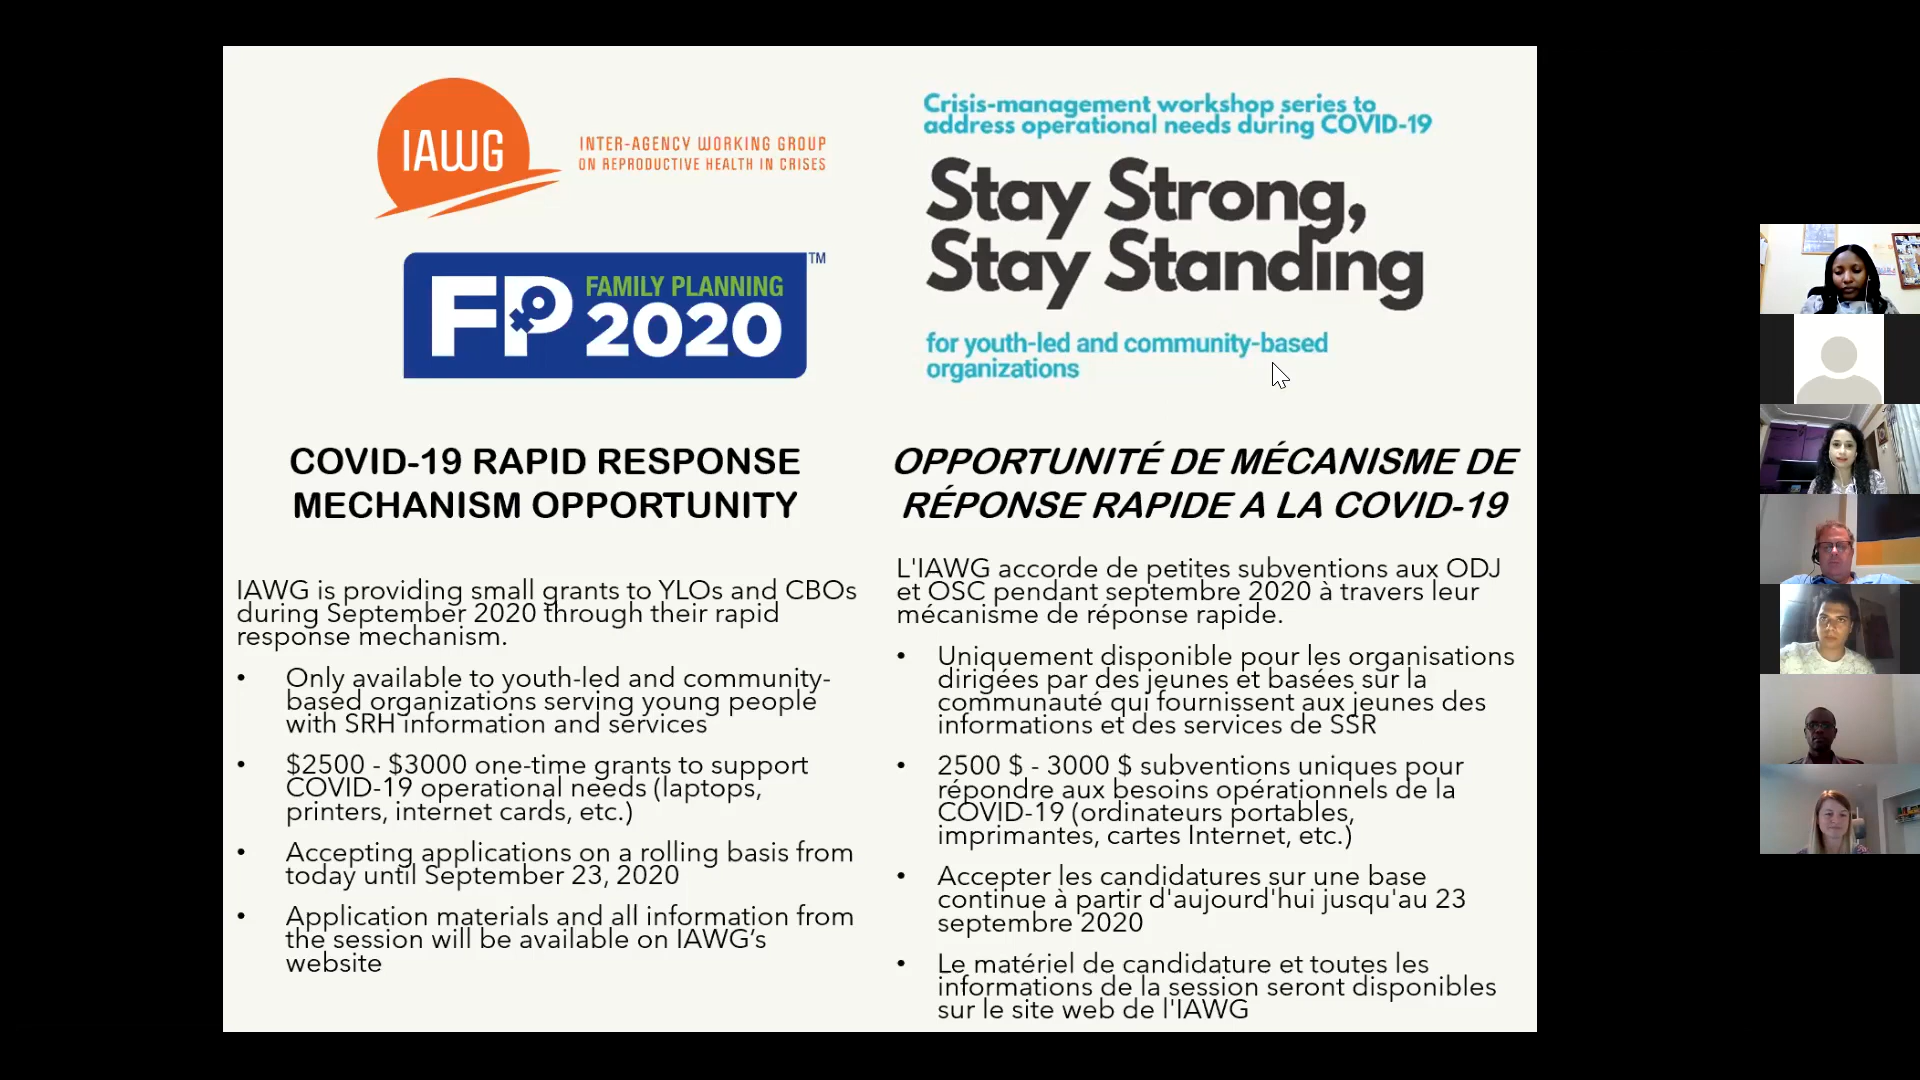 IAWG
INTER-AGENCY WORKING GROUP
ON REPRODUCTIVE HEALTH IN CRISES
FP FAMILY PLANNING
2020
TM
Crisis-management workshop series to
address operational needs during COVID-19
Stay Strong,
Stay Standing
for youth-led and community-based
organizations
COVID-19 RAPID RESPONSE
MECHANISM OPPORTUNITY
IAWG is providing small grants to YLOs and CBOs
during September 2020 through their rapid
response mechanism.
• Only available to youth-led and community-
based organizations serving young people
with SRH information and services
• $2500 - $3000 one-time grants to support
COVID-19 operational needs (laptops,
printers, internet cards, etc.)
• Accepting applications on a rolling basis from
today until September 23, 2020
• Application materials and all information from
the session will be available on IAWG’s
website
OPPORTUNITÉ DE MÉCANISME DE
RÉPONSE RAPIDE A LA COVID-19
L'IAWG accorde de petites subventions aux ODJ
et OSC pendant septembre 2020 à travers leur
mécanisme de réponse rapide.
• Uniquement disponible pour les organisations
dirigées par des jeunes et basées sur la
communauté qui fournissent aux jeunes des
informations et des services de SSR
• 2500 $ - 3000 $ subventions uniques pour
répondre aux besoins opérationnels de la
COVID-19 (ordinateurs portables,
imprimantes, cartes Internet, etc.)
• Accepter les candidatures sur une base
continue à partir d'aujourd'hui jusqu'au 23
septembre 2020
• Le matériel de candidature et toutes les
informations de la session seront disponibles
sur le site web de l'IAWG